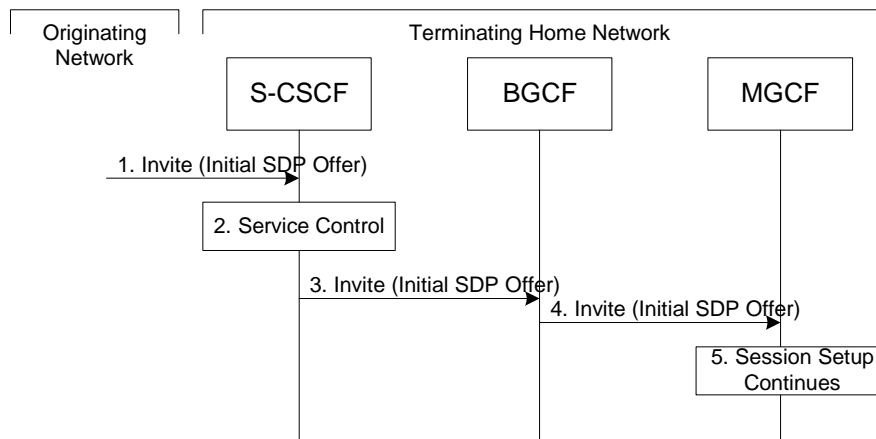 Originating
Network
Terminating Home Network
S-CSCF
BGCF
MGCF
1. Invite (Initial SDP Offer)
2. Service Control
3. Invite (Initial SDP Offer)
4. Invite (Initial SDP Offer)
5. Session Setup
Continues